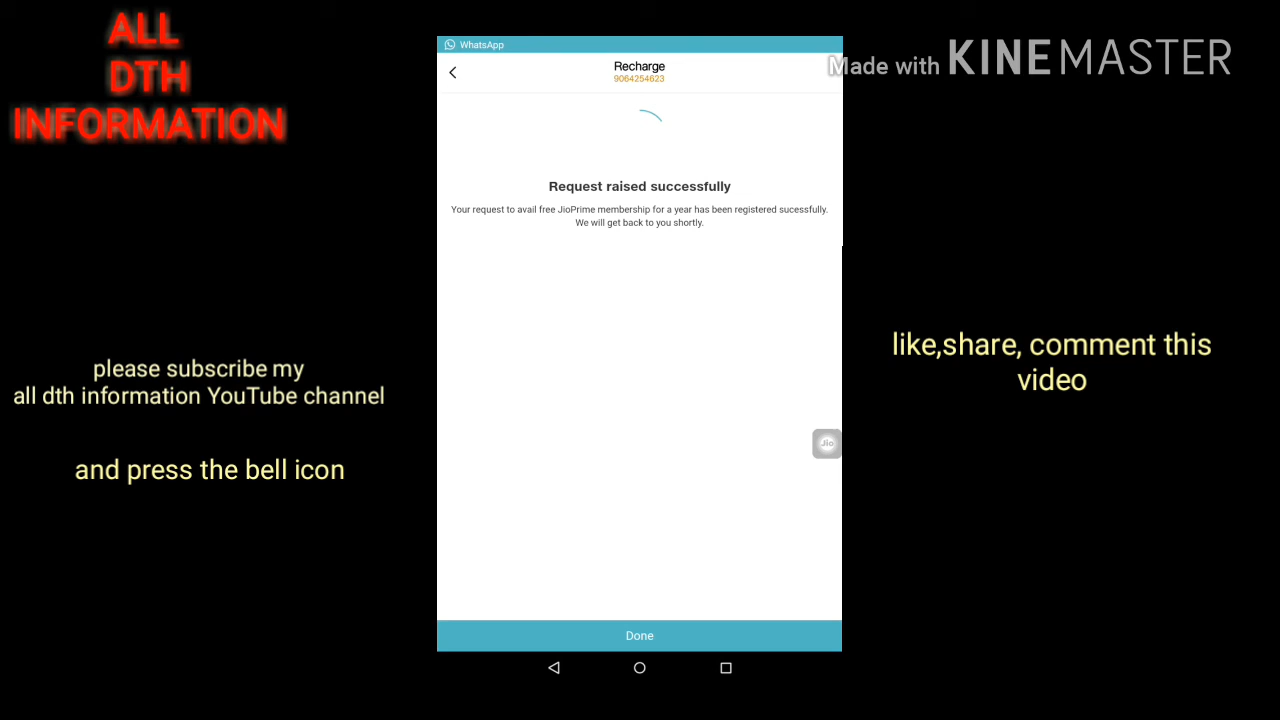 ALL
DTH
INFORMATION
WhatsApp
Recharge
9064254623
Made with KINEMASTER
Request raised successfully
Your request to avail free JioPrime membership for a year has been registered sucessfully.
We will get back to you shortly.
please subscribe my
all dth information YouTube channel
and press the bell icon
like,share, comment this
video
Jio
Done